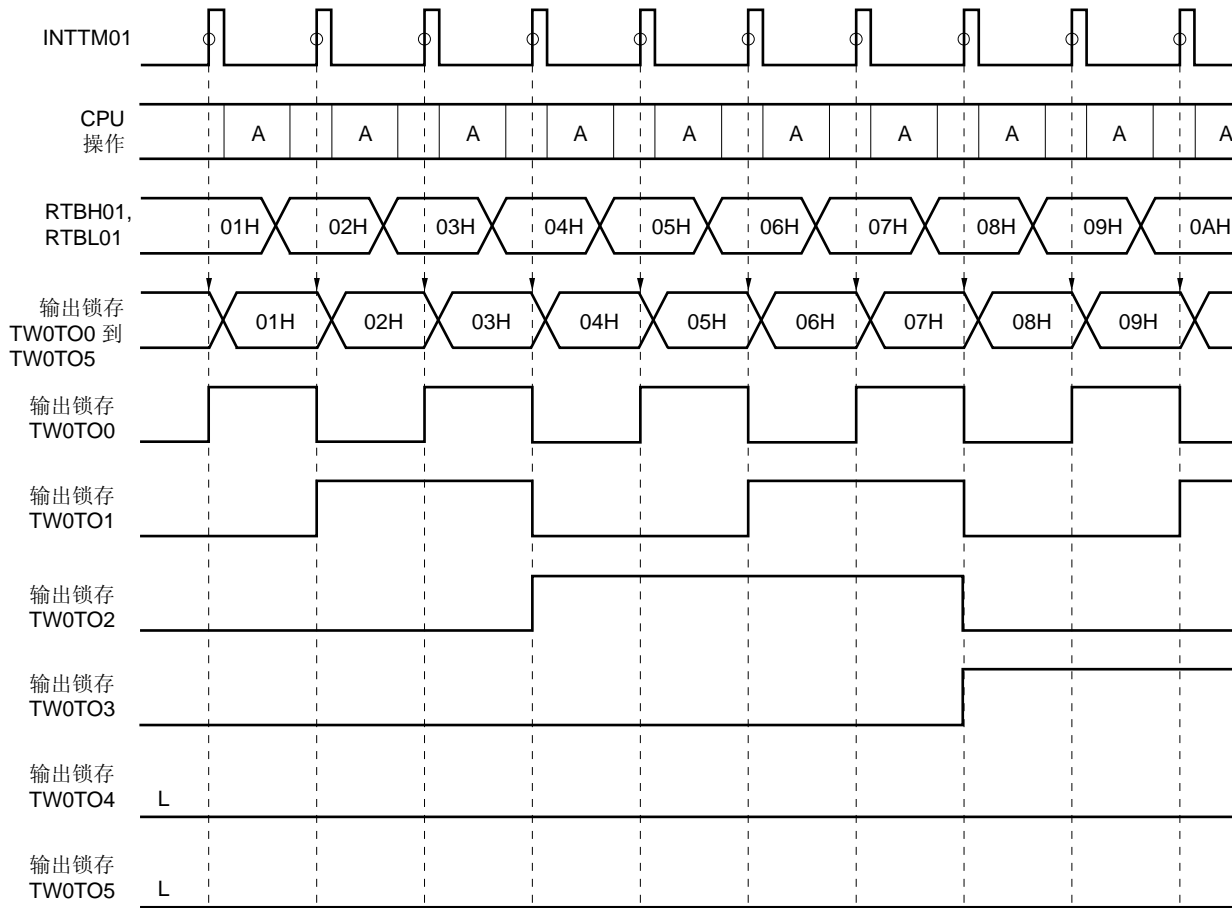 INTTM01
CPU
操作
A A A A A A A A A A
RTBH01,
RTBL01
01H 02H 03H 04H 05H 06H 07H 08H 09H 0AH
输出锁存
TW0TO0 到
TW0TO5
01H 02H 03H 04H 05H 06H 07H 08H 09H
输出锁存
TW0TO0
输出锁存
TW0TO1
输出锁存
TW0TO2
输出锁存
TW0TO3
输出锁存
TW0TO4 L
输出锁存
TW0TO5 L